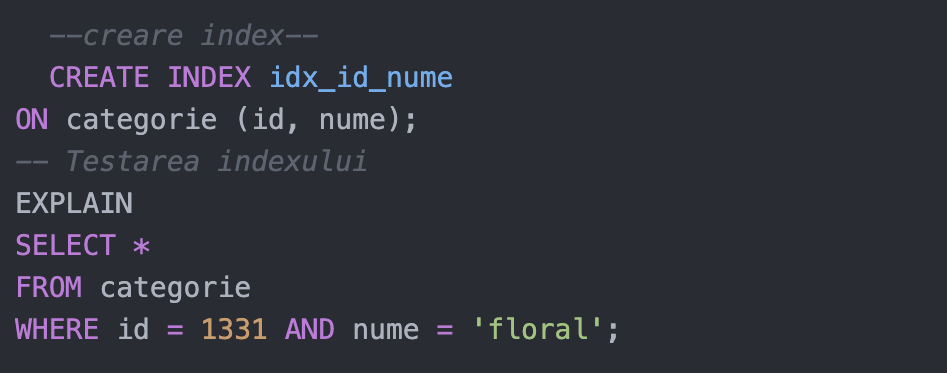 --creare index--
CREATE INDEX idx_id_nume
ON categorie (id, nume);
-- Testarea indexului
EXPLAIN
SELECT *
FROM categorie
WHERE id = 1331 AND nume = 'floral';